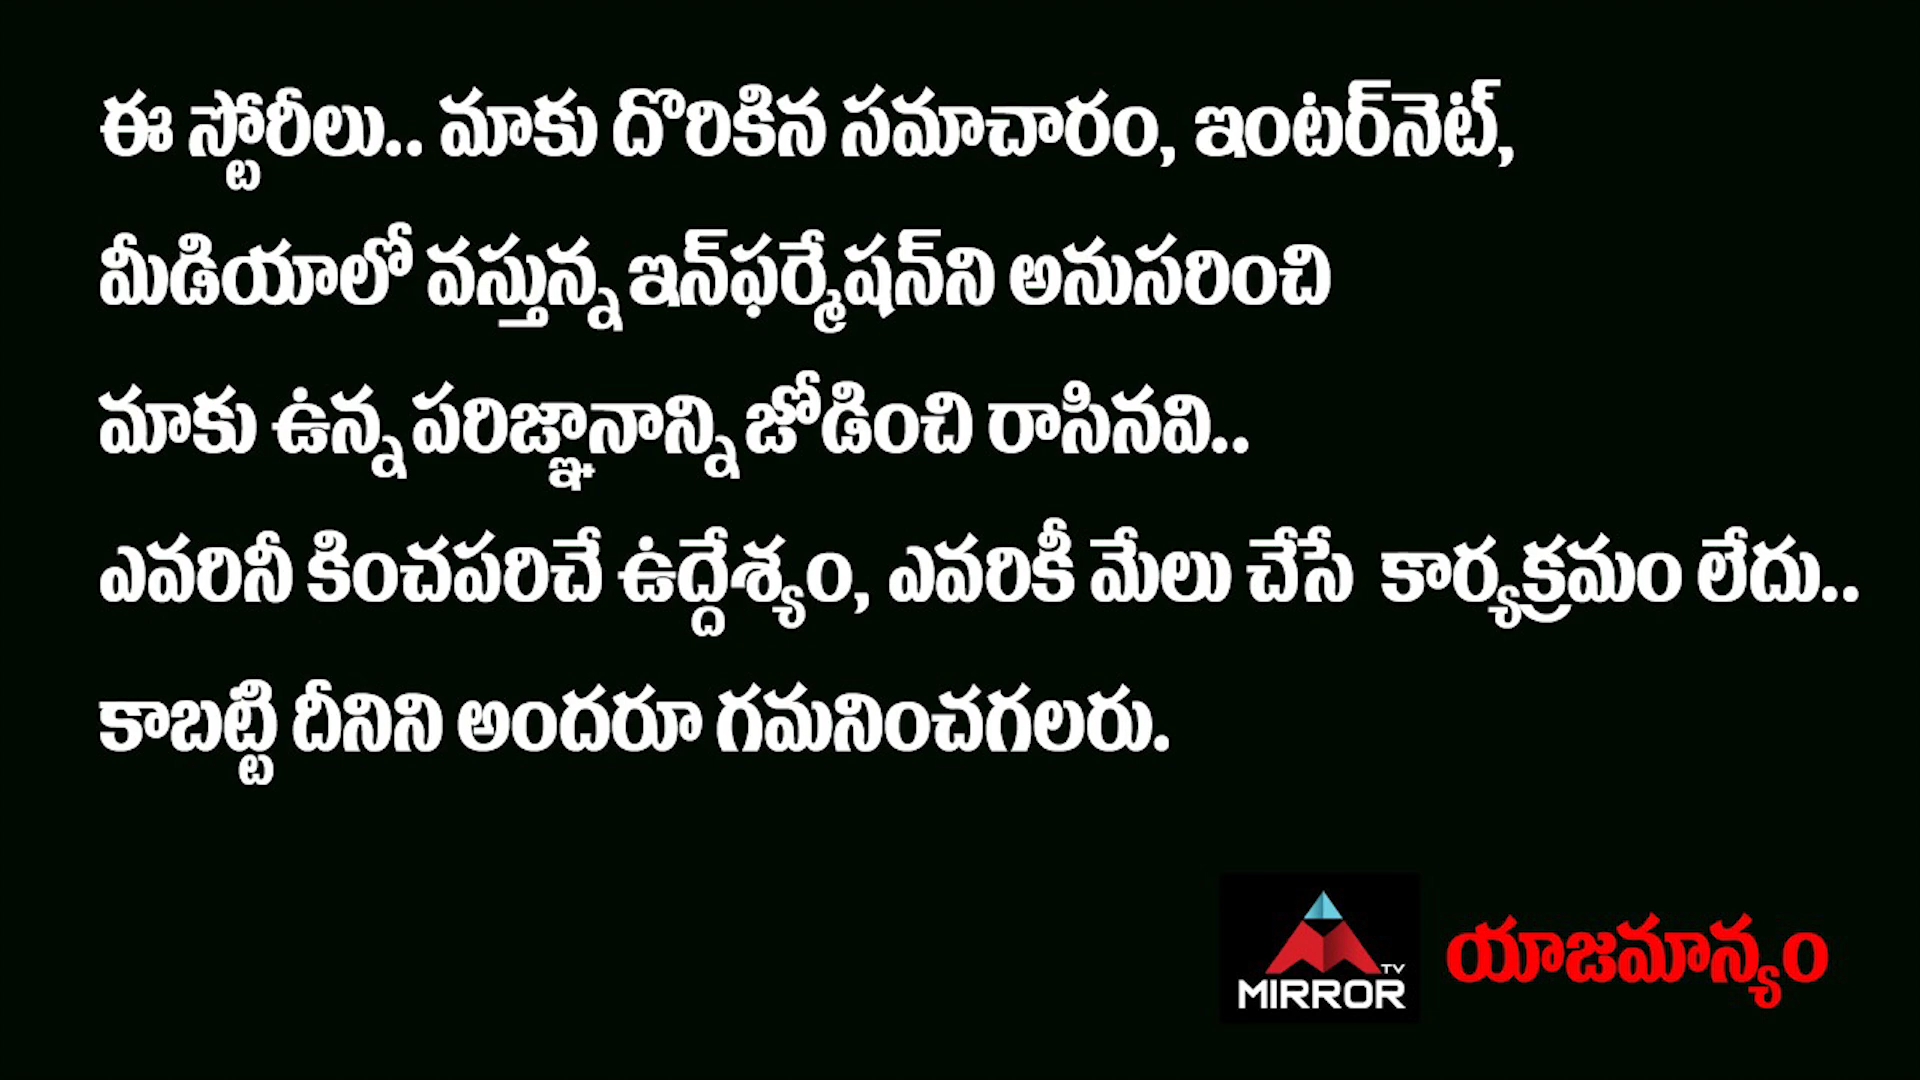 ఈ స్టోరీలు.. మాకు దొరికిన సమాచారం, ఇంటర్‌నెట్,
మీడియాలో వస్తున్న ఇన్‌ఫర్మేషన్‌ని అనుసరించి
మాకు ఉన్న పరిజ్ఞానాన్ని జోడించి రాసినవి..
ఎవరినీ కించపరిచే ఉద్దేశ్యం, ఎవరికీ మేలు చేసే కార్యక్రమం లేదు..
కాబట్టి దీనిని అందరూ గమనించగలరు.
MIRROR TV యాజమాన్యం